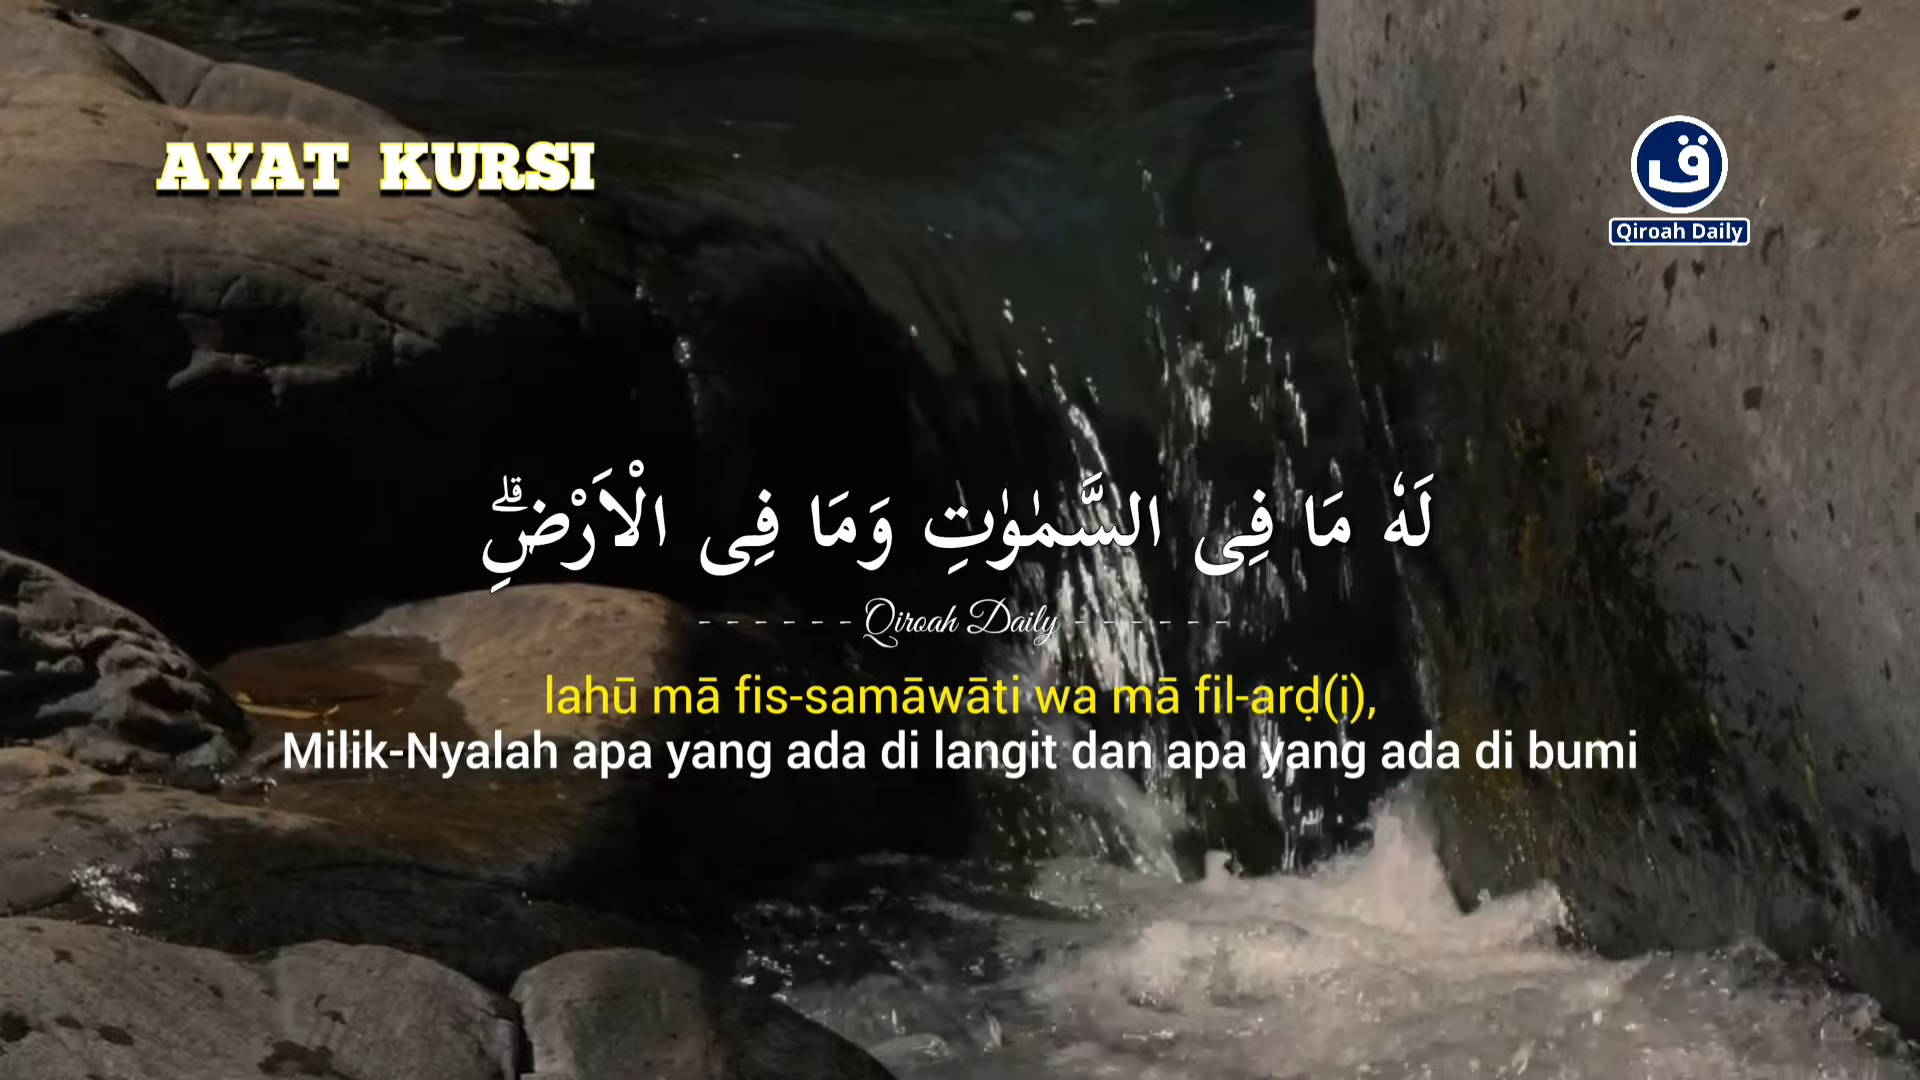 AYAT KURSI
ق
Qiroah Daily
لَهٗ مَا فِى السَّمٰوٰتِ وَمَا فِى الْاَرْضِۗ
- - - - - - Qiroah Daily - - - - - -
lahū mā fis-samāwāti wa mā fil-arḍ(i),
Milik-Nyalah apa yang ada di langit dan apa yang ada di bumi